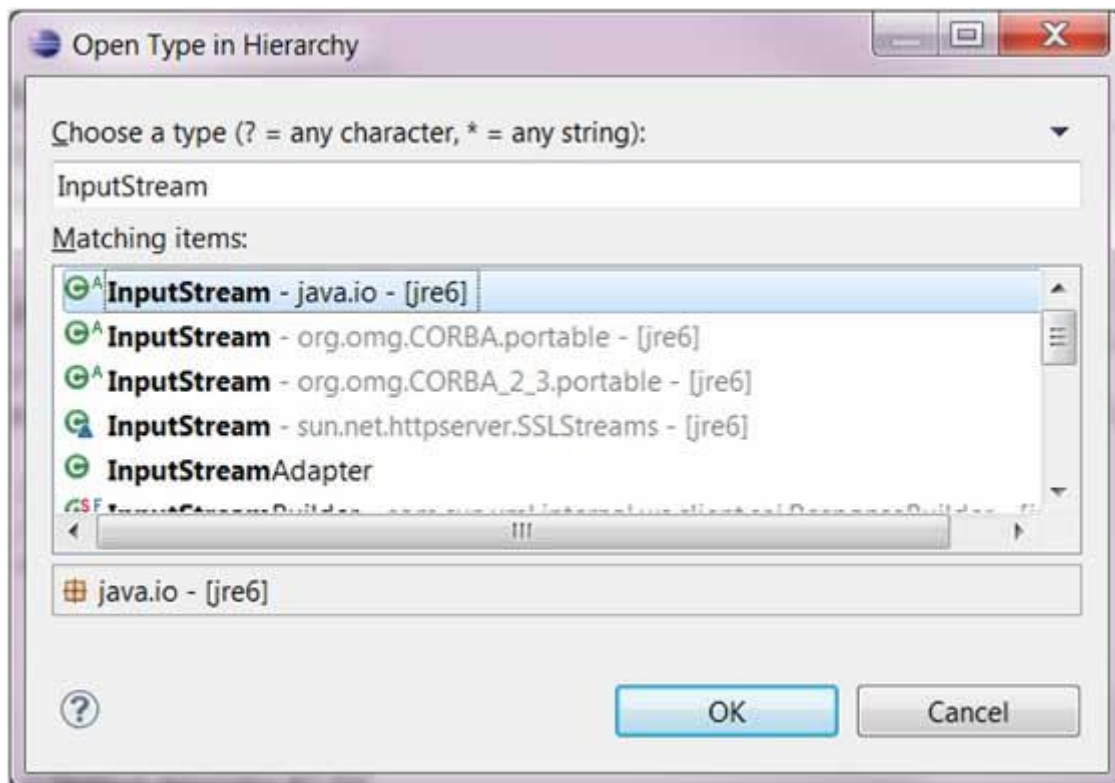 Open Type in Hierarchy
Choose a type (? = any character, * = any string):
InputStream
Matching items:
InputStream - java.io - [jre6]
InputStream - org.omg.CORBA.portable - [jre6]
InputStream - org.omg.CORBA_2_3.portable - [jre6]
InputStream - sun.net.httpserver.SSLStreams - [jre6]
InputStreamAdapter
java.io - [jre6]
OK Cancel